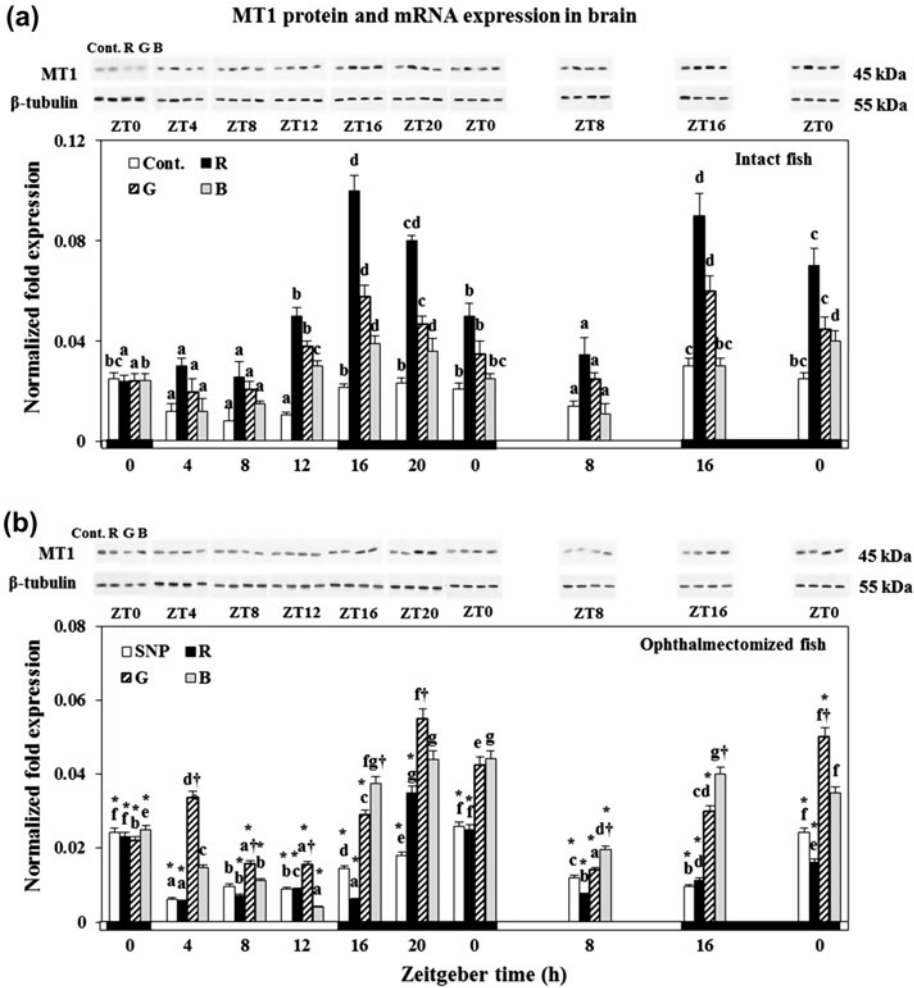 (a) MT1 protein and mRNA expression in brain
Cont. R G B
MT1 45 kDa
β-tubulin 55 kDa
ZT0 ZT4 ZT8 ZT12 ZT16 ZT20 ZT0 ZT8 ZT16 ZT0
Normalized fold expression
0.12
0.08
0.04
0
Cont. R
G B
Intact fish
bc a a b
a a a a
a a a a
a b b c
b d d d
b cd c d
b b b bc
a a a a
c d d bc
bc c c c
0 4 8 12 16 20 0 8 16 0
(b)
Cont. R G B
MT1 45 kDa
β-tubulin 55 kDa
ZT0 ZT4 ZT8 ZT12 ZT16 ZT20 ZT0 ZT8 ZT16 ZT0
Normalized fold expression
0.08
0.06
0.04
0.02
0
SNP R
G B
Ophthalmectomized fish
*f *f *b *e
*a *a d† c
b *b *a† *b
*b *c *a† *a
*d *a *c fg†
*e *g f† g
*f *f e g
*c *b *a d†
*b *d *cd g†
*f *e *f† f
0 4 8 12 16 20 0 8 16 0
Zeitgeber time (h)